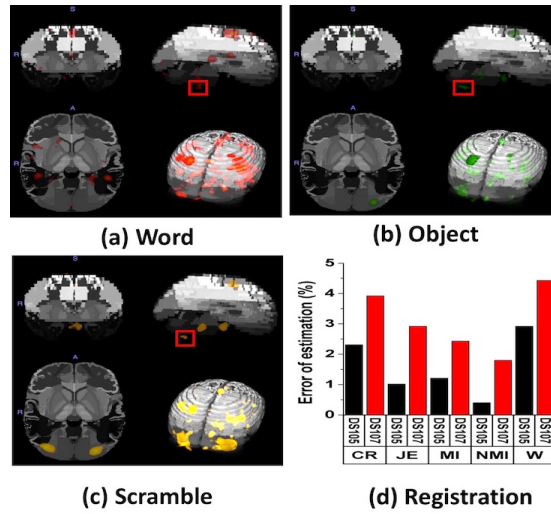 S
R
A
R
(a) Word
S
R
A
R
(b) Object
S
R
A
R
(c) Scramble
Error of estimation (%)
5
4
3
2
1
0
DS105 DS107 DS105 DS107 DS105 DS107 DS105 DS107 DS105 DS107
CR JE MI NMI W
(d) Registration